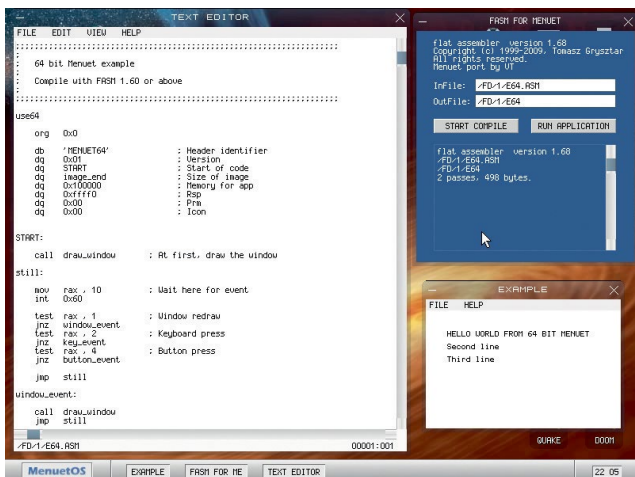 TEXT EDITOR
FILE EDIT VIEW HELP
;;;;;;;;;;;;;;;;;;;;;;;;;;;;;;;;;;;;;;;;;;;;;;;;;;;;;;;;;;;;;;
;
; 64 bit Menuet example
;
; Compile with FASM 1.60 or above
;
;;;;;;;;;;;;;;;;;;;;;;;;;;;;;;;;;;;;;;;;;;;;;;;;;;;;;;;;;;;;;;
use64
org 0x0
db 'MENUET64' ; Header identifier
dq 0x01 ; Version
dq START ; Start of code
dq image_end ; Size of image
dq 0x100000 ; Memory for app
dq 0xffff0 ; Rsp
dq 0x00 ; Prm
dq 0x00 ; Icon
START:
call draw_window ; At first, draw the window
still:
mov rax , 10 ; Wait here for event
int 0x60
test rax , 1 ; Window redraw
jnz window_event
test rax , 2 ; Keyboard press
jnz key_event
test rax , 4 ; Button press
jnz button_event
jmp still
window_event:
call draw_window
jmp still
/FD/1/E64.ASM 00001:001
FASM FOR MENUET
flat assembler version 1.68
Copyright (c) 1999-2009, Tomasz Grysztar
All rights reserved.
Menuet port by VT
InFile: /FD/1/E64.ASM
OutFile: /FD/1/E64
START COMPILE RUN APPLICATION
flat assembler version 1.68
/FD/1/E64.ASM
/FD/1/E64
2 passes, 498 bytes.
EXAMPLE
FILE HELP
HELLO WORLD FROM 64 BIT MENUET
Second line
Third line
QUAKE DOOM
MenuetOS EXAMPLE FASM FOR ME TEXT EDITOR 22 05